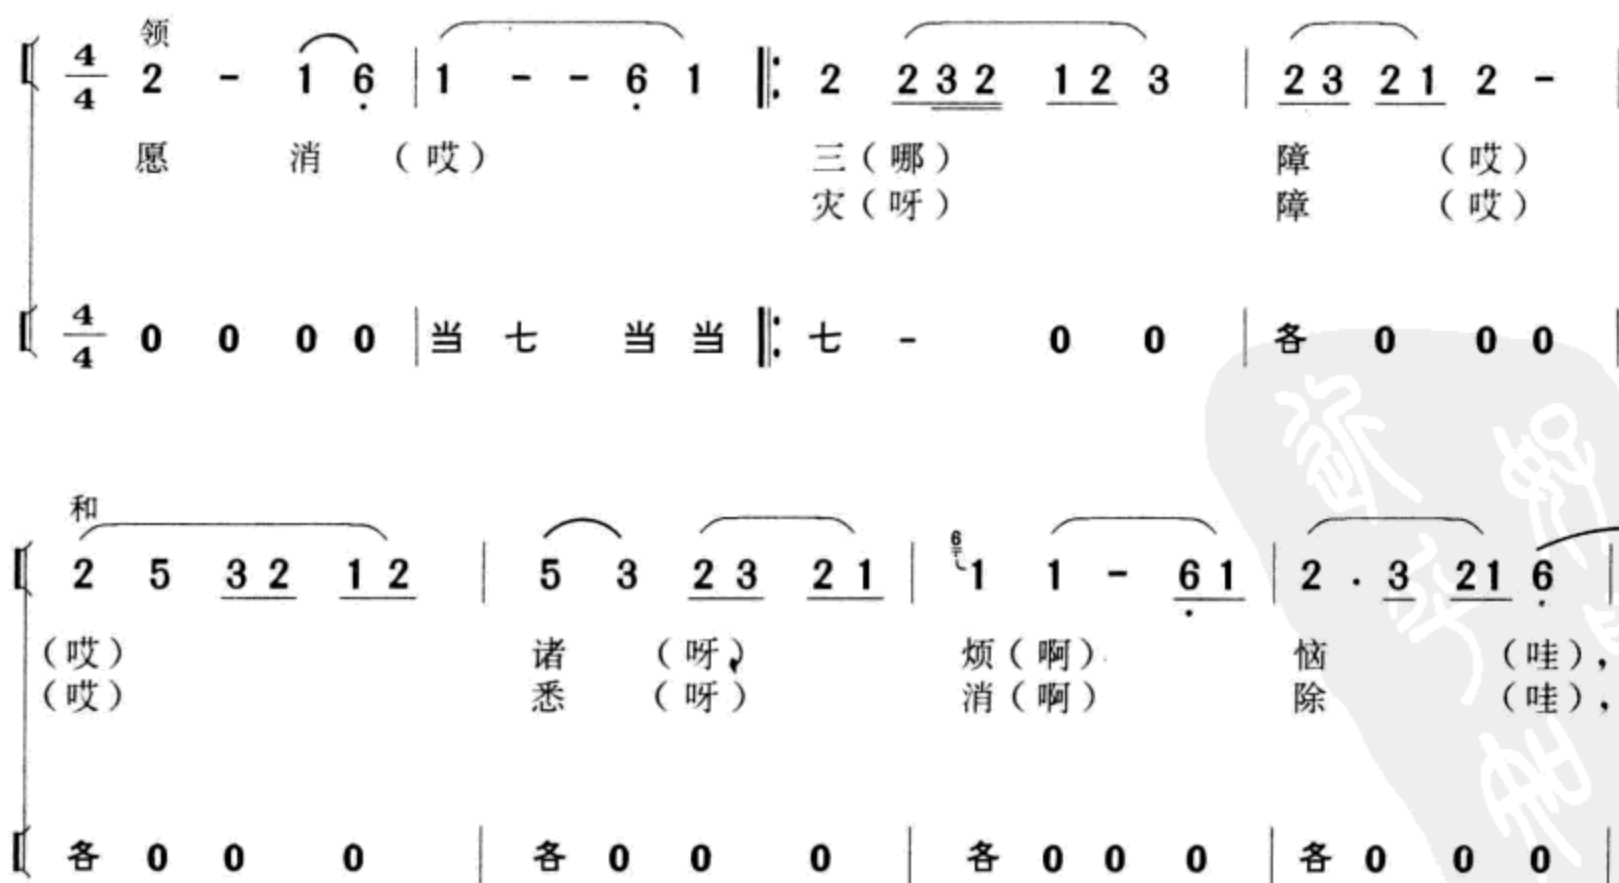 领
4/4 2 - 1 6̣ | 1 - - 6̣ 1 ‖: 2 2 3 2 1 2 3 | 2 3 2 1 2 - |
愿 消 （哎） 三（哪） 障 （哎）
灾（呀） 障 （哎）
4/4 0 0 0 0 | 当 七 当 当 ‖: 七 - 0 0 | 各 0 0 0 |
和
2 5 3 2 1 2 | 5 3 2 3 2 1 | 6 1 1 - 6̣ 1 | 2 . 3 2 1 6̣ |
（哎） 诸 （呀） 烦（啊） 恼 （哇），
（哎） 悉 （呀） 消（啊） 除 （哇），
各 0 0 0 | 各 0 0 0 | 各 0 0 0 | 各 0 0 0 |